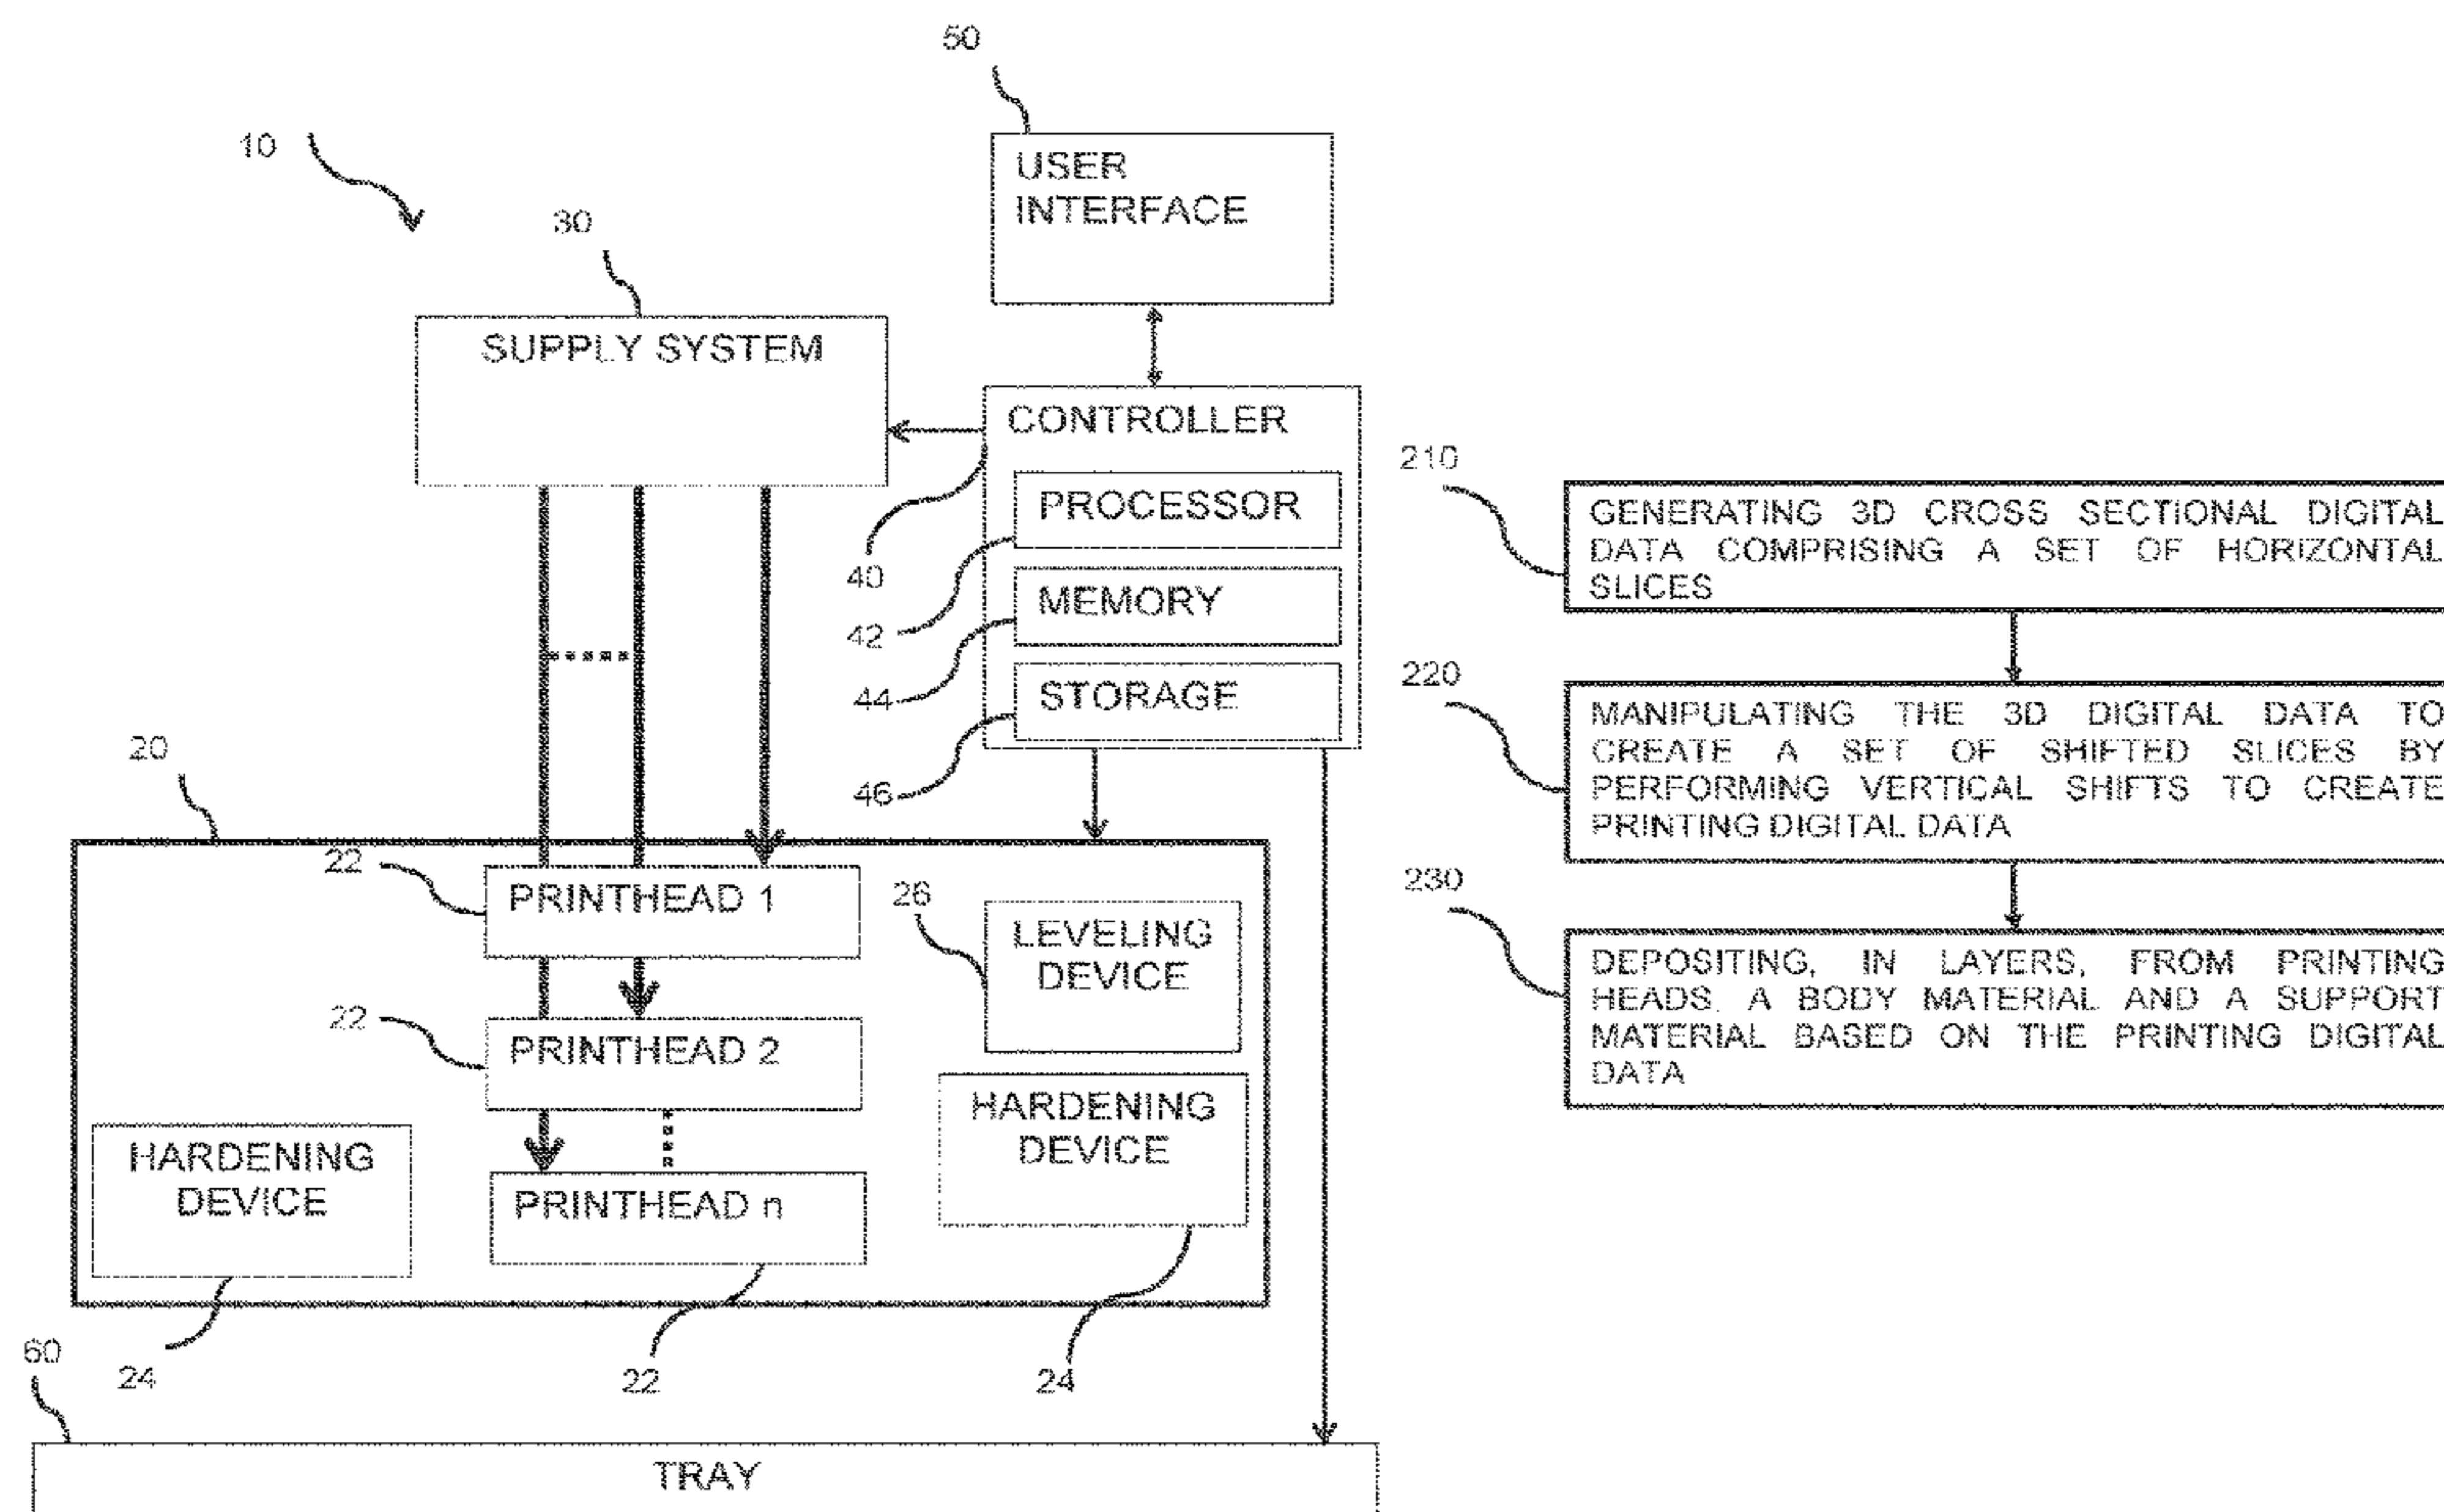 50
10
USER
INTERFACE
30
SUPPLY SYSTEM
CONTROLLER
PROCESSOR
40
MEMORY
42
STORAGE
44
46
20
22
PRINTHEAD 1
26
LEVELING
DEVICE
22
PRINTHEAD 2
HARDENING
DEVICE
HARDENING
DEVICE
PRINTHEAD n
60
24
22
24
TRAY
210
GENERATING 3D CROSS SECTIONAL DIGITAL
DATA COMPRISING A SET OF HORIZONTAL
SLICES
220
MANIPULATING THE 3D DIGITAL DATA TO
CREATE A SET OF SHIFTED SLICES BY
PERFORMING VERTICAL SHIFTS TO CREATE
PRINTING DIGITAL DATA
230
DEPOSITING, IN LAYERS, FROM PRINTING
HEADS, A BODY MATERIAL AND A SUPPORT
MATERIAL BASED ON THE PRINTING DIGITAL
DATA